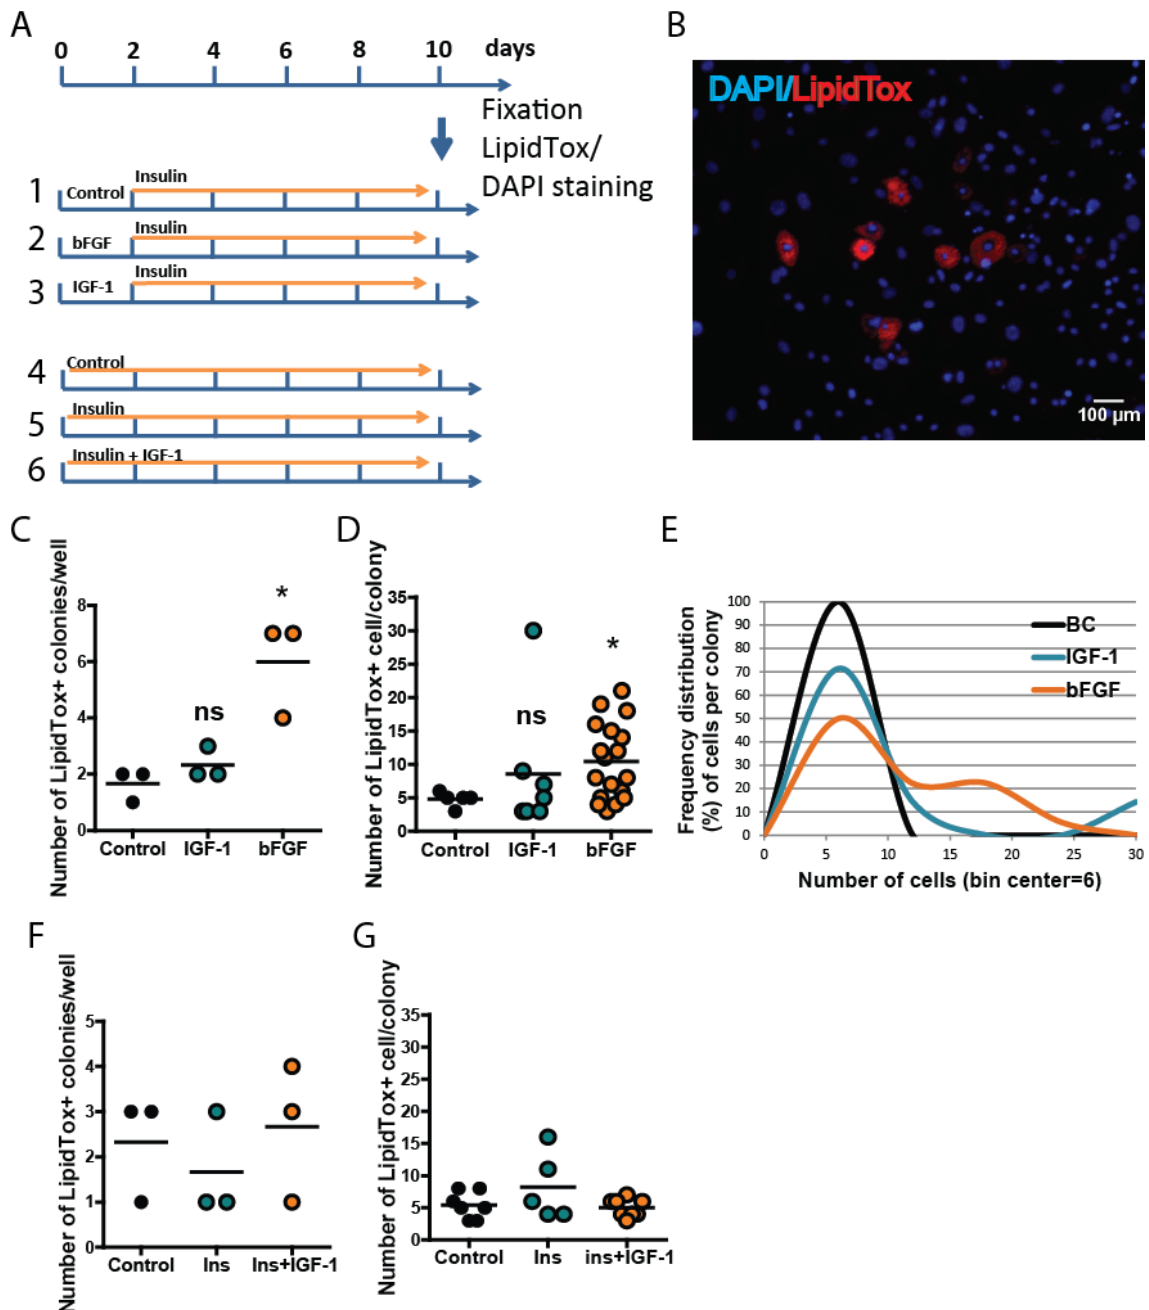 A
0 2 4 6 8 10 days
Fixation
LipidTox/
DAPI staining
1 Control Insulin
2 bFGF Insulin
3 IGF-1 Insulin
4 Control
5 Insulin
6 Insulin + IGF-1
B
DAPI/LipidTox
100 µm
C
Number of LipidTox+ colonies/well
8
6
4
2
0
ns
*
Control IGF-1 bFGF
D
Number of LipidTox+ cell/colony
35
30
25
20
15
10
5
0
ns
*
Control IGF-1 bFGF
E
Frequency distribution
(%) of cells per colony
100
90
80
70
60
50
40
30
20
10
0
BC
IGF-1
bFGF
0 5 10 15 20 25 30
Number of cells (bin center=6)
F
Number of LipidTox+ colonies/well
5
4
3
2
1
0
Control Ins Ins+IGF-1
G
Number of LipidTox+ cell/colony
35
30
25
20
15
10
5
0
Control Ins ins+IGF-1